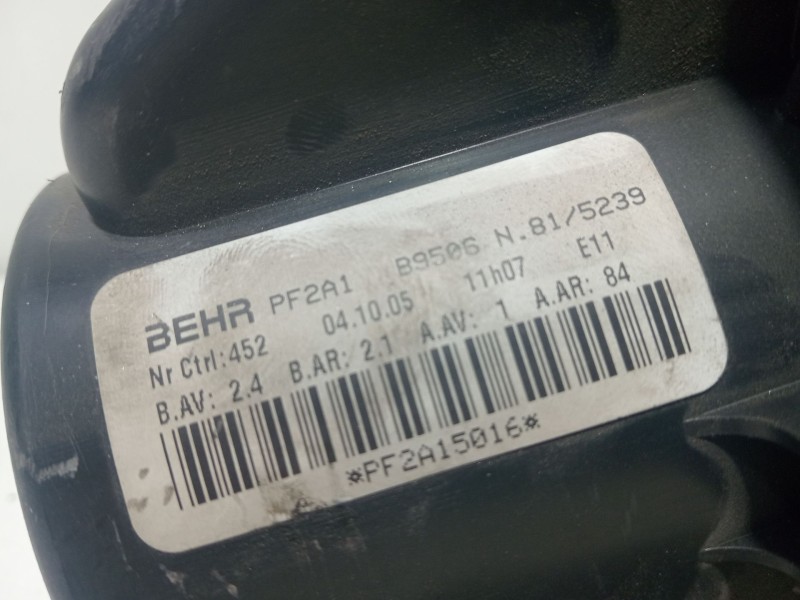 BEHR PF2A1 B9506 N.81/5239
Nr Ctrl:452 04.10.05 11h07 E11
B.AV: 2.4 B.AR: 2.1 A.AV: 1 A.AR: 84
*PF2A15016*